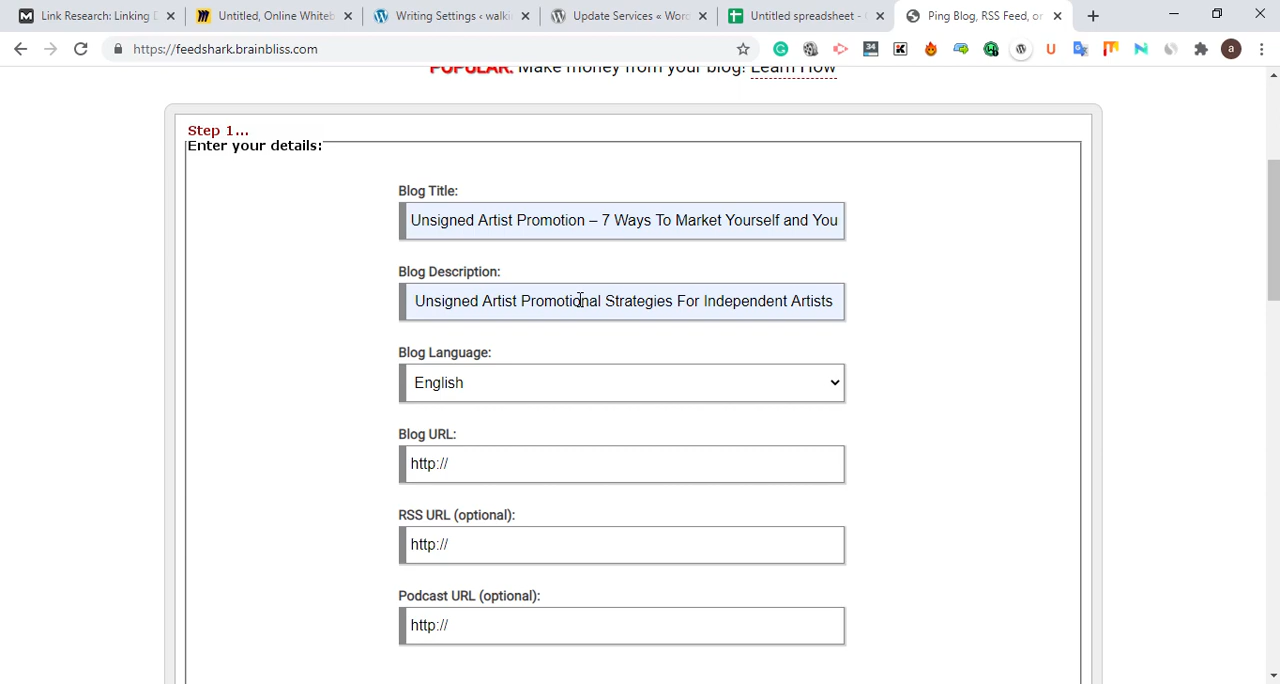 Link Research: Linking D
Untitled, Online Whiteb
Writing Settings ‹ walki
Update Services « Word
Untitled spreadsheet -
Ping Blog, RSS Feed, or
https://feedshark.brainbliss.com
34
POPULAR: Make money from your blog! Learn How
Step 1...
Enter your details:
Blog Title:
Unsigned Artist Promotion – 7 Ways To Market Yourself and You
Blog Description:
Unsigned Artist Promotional Strategies For Independent Artists
Blog Language:
English
Blog URL:
http://
RSS URL (optional):
http://
Podcast URL (optional):
http://